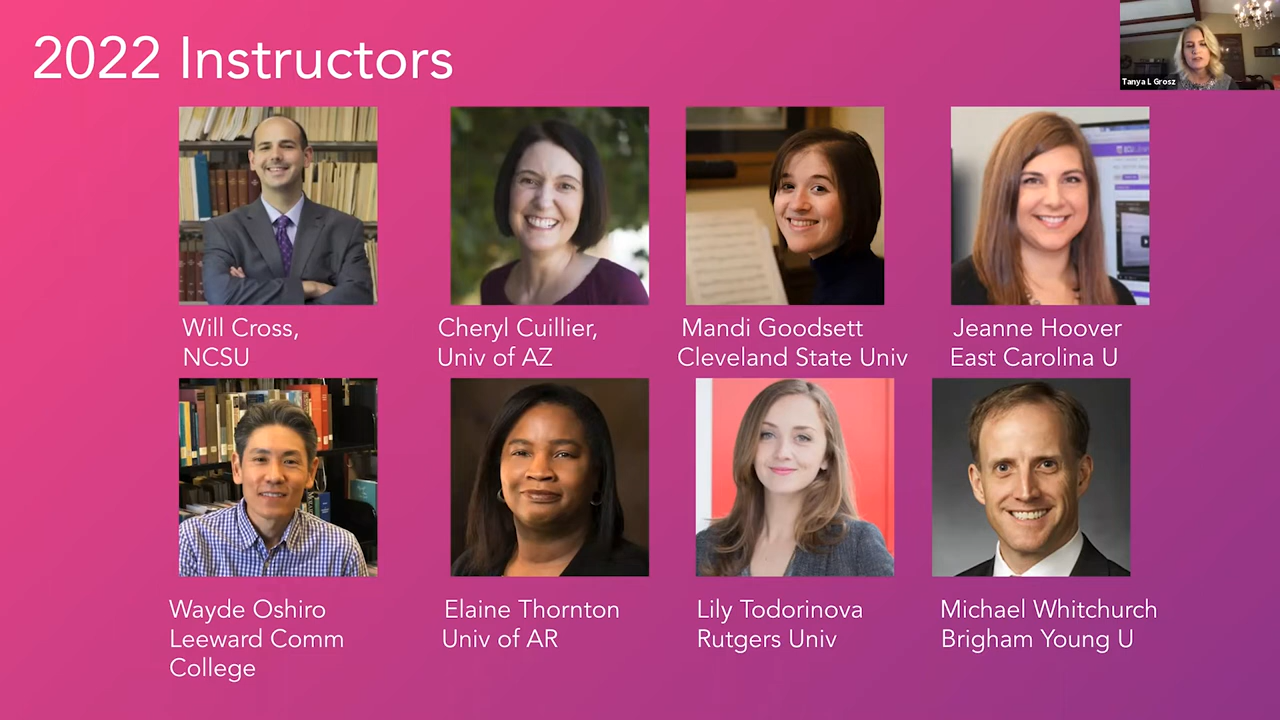 2022 Instructors
Tanya L Grosz
Will Cross,
NCSU
Cheryl Cuillier,
Univ of AZ
Mandi Goodsett
Cleveland State Univ
Jeanne Hoover
East Carolina U
Wayde Oshiro
Leeward Comm
College
Elaine Thornton
Univ of AR
Lily Todorinova
Rutgers Univ
Michael Whitchurch
Brigham Young U